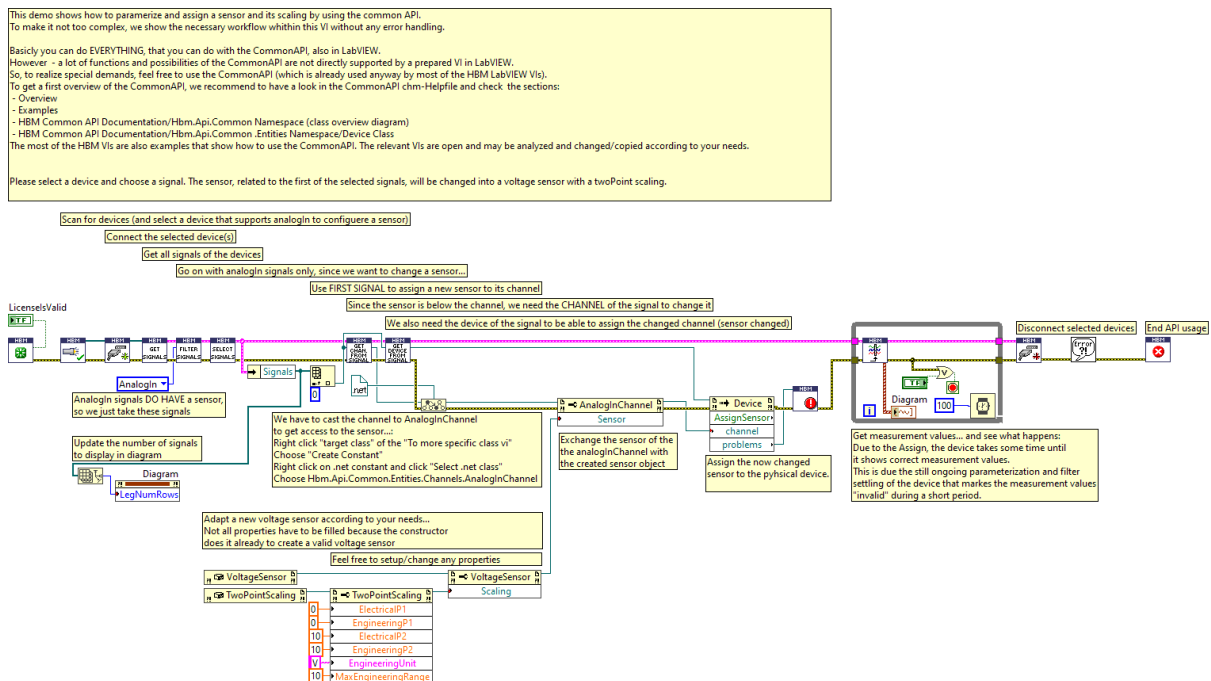 This demo shows how to paramerize and assign a sensor and its scaling by using the common API.
To make it not too complex, we show the necessary workflow whithin this VI without any error handling.
Basicly you can do EVERYTHING, that you can do with the CommonAPI, also in LabVIEW.
However - a lot of functions and possibilities of the CommonAPI are not directly supported by a prepared VI in LabVIEW.
So, to realize special demands, feel free to use the CommonAPI (which is already used anyway by most of the HBM LabVIEW VIs).
To get a first overview of the CommonAPI, we recommend to have a look in the CommonAPI chm-Helpfile and check the sections:
- Overview
- Examples
- HBM Common API Documentation/Hbm.Api.Common Namespace (class overview diagram)
- HBM Common API Documentation/Hbm.Api.Common .Entities Namespace/Device Class
The most of the HBM VIs are also examples that show how to use the CommonAPI. The relevant VIs are open and may be analyzed and changed/copied according to your needs.
Please select a device and choose a signal. The sensor, related to the first of the selected signals, will be changed into a voltage sensor with a twoPoint scaling.
Scan for devices (and select a device that supports analogIn to configuere a sensor)
Connect the selected device(s)
Get all signals of the devices
Go on with analogIn signals only, since we want to change a sensor...
Use FIRST SIGNAL to assign a new sensor to its channel
Since the sensor is below the channel, we need the CHANNEL of the signal to change it
We also need the device of the signal to be able to assign the changed channel (sensor changed)
LicenseIsValid
TF
Disconnect selected devices
End API usage
HBM
HBM
HBM
HBM
GET
SIGNALS
HBM
FILTER
SIGNALS
HBM
SELECT
SIGNALS
HBM
GET
CHAN.
FROM
SIGNAL
HBM
GET
DEVICE
FROM
SIGNAL
HBM
HBM
error
?!
HBM
Signals
0
.net
AnalogIn
AnalogIn signals DO HAVE a sensor,
so we just take these signals
Update the number of signals
to display in diagram
Diagram
LegNumRows
We have to cast the channel to AnalogInChannel
to get access to the sensor...:
Right click "target class" of the "To more specific class vi"
Choose "Create Constant"
Right click on .net constant and click "Select .net class"
Choose Hbm.Api.Common.Entities.Channels.AnalogInChannel
AnalogInChannel
Sensor
Exchange the sensor of the
the analogInChannel with
the created sensor object
Device
AssignSensor
channel
problems
Assign the now changed
sensor to the pyhsical device.
HBM
TF
V
Diagram
100
i
Get measurement values... and see what happens:
Due to the Assign, the device takes some time until
it shows correct measurement values.
This is due the still ongoing parameterization and filter
settling of the device that markes the measurement values
"invalid" during a short period.
Adapt a new voltage sensor according to your needs...
Not all properties have to be filled because the constructor
does it already to create a valid voltage sensor
Feel free to setup/change any properties
VoltageSensor
VoltageSensor
Scaling
TwoPointScaling
TwoPointScaling
0 ElectricalP1
0 EngineeringP1
10 ElectricalP2
10 EngineeringP2
V EngineeringUnit
10 MaxEngineeringRange